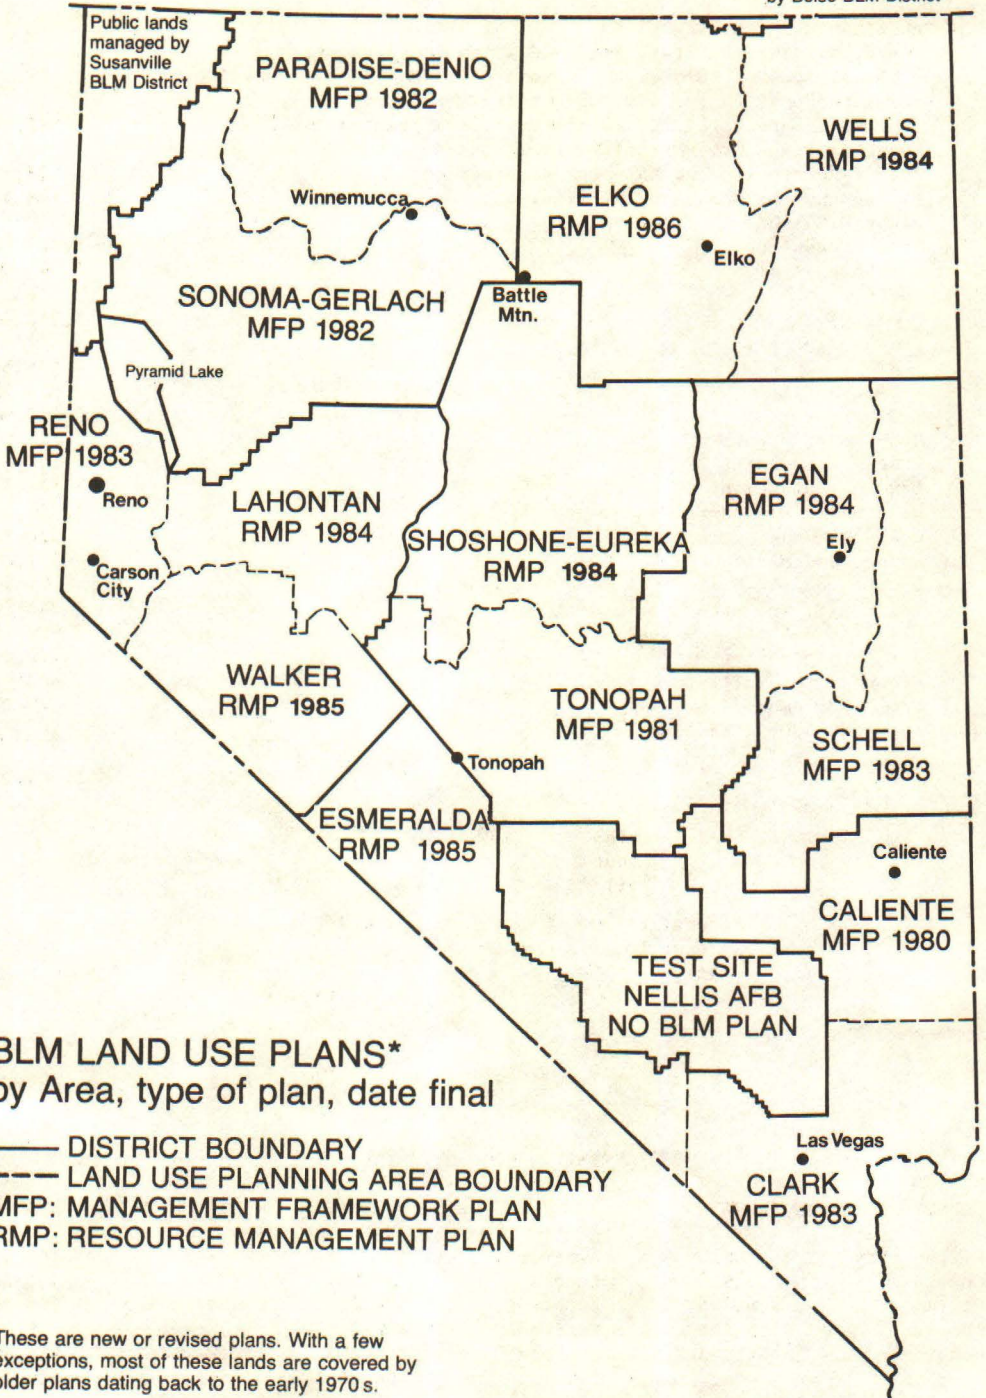 by Boise BLM District
Public lands
managed by
Susanville
BLM District
PARADISE-DENIO
MFP 1982
WELLS
RMP 1984
Winnemucca
ELKO
RMP 1986
Elko
SONOMA-GERLACH
MFP 1982
Battle
Mtn.
Pyramid Lake
RENO
MFP 1983
Reno
LAHONTAN
RMP 1984
EGAN
RMP 1984
Ely
SHOSHONE-EUREKA
RMP 1984
Carson
City
WALKER
RMP 1985
TONOPAH
MFP 1981
Tonopah
SCHELL
MFP 1983
ESMERALDA
RMP 1985
Caliente
CALIENTE
MFP 1980
TEST SITE
NELLIS AFB
NO BLM PLAN
BLM LAND USE PLANS*
by Area, type of plan, date final
DISTRICT BOUNDARY
LAND USE PLANNING AREA BOUNDARY
MFP: MANAGEMENT FRAMEWORK PLAN
RMP: RESOURCE MANAGEMENT PLAN
Las Vegas
CLARK
MFP 1983
These are new or revised plans. With a few
exceptions, most of these lands are covered by
older plans dating back to the early 1970s.